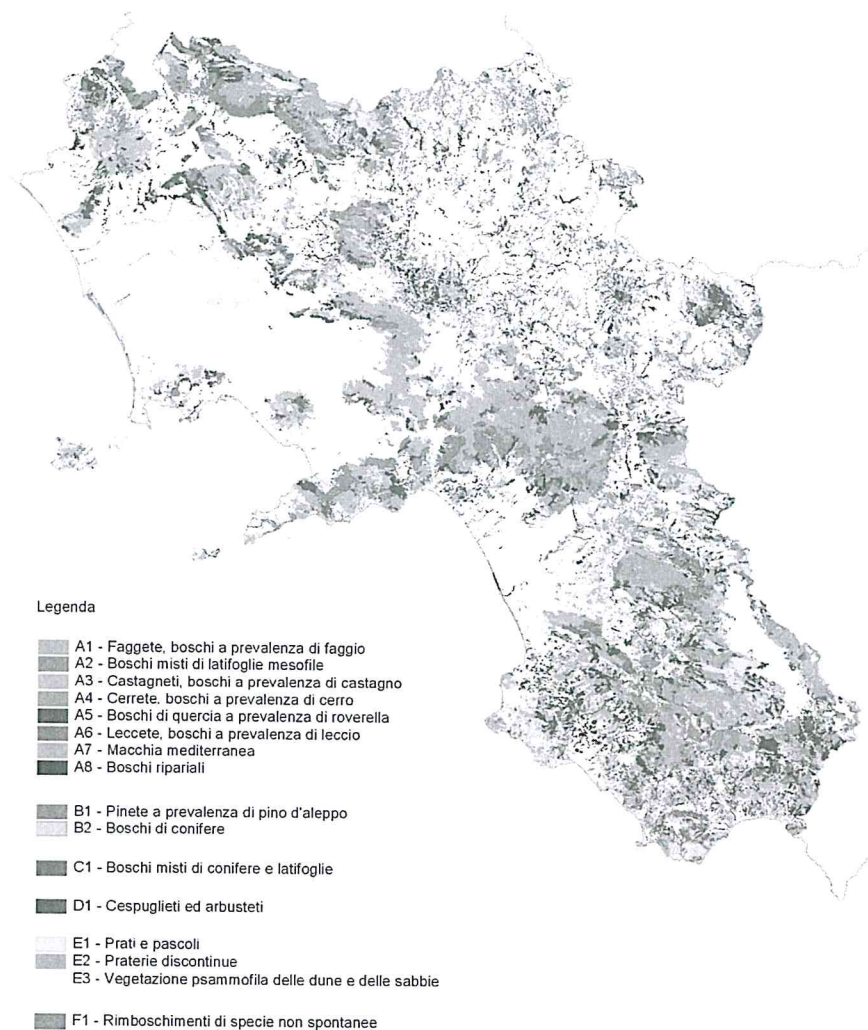 Legenda
A1 - Faggete, boschi a prevalenza di faggio
A2 - Boschi misti di latifoglie mesofile
A3 - Castagneti, boschi a prevalenza di castagno
A4 - Cerrete, boschi a prevalenza di cerro
A5 - Boschi di quercia a prevalenza di roverella
A6 - Leccete, boschi a prevalenza di leccio
A7 - Macchia mediterranea
A8 - Boschi ripariali
B1 - Pinete a prevalenza di pino d'aleppo
B2 - Boschi di conifere
C1 - Boschi misti di conifere e latifoglie
D1 - Cespuglieti ed arbusteti
E1 - Prati e pascoli
E2 - Praterie discontinue
E3 - Vegetazione psammofila delle dune e delle sabbie
F1 - Rimboschimenti di specie non spontanee